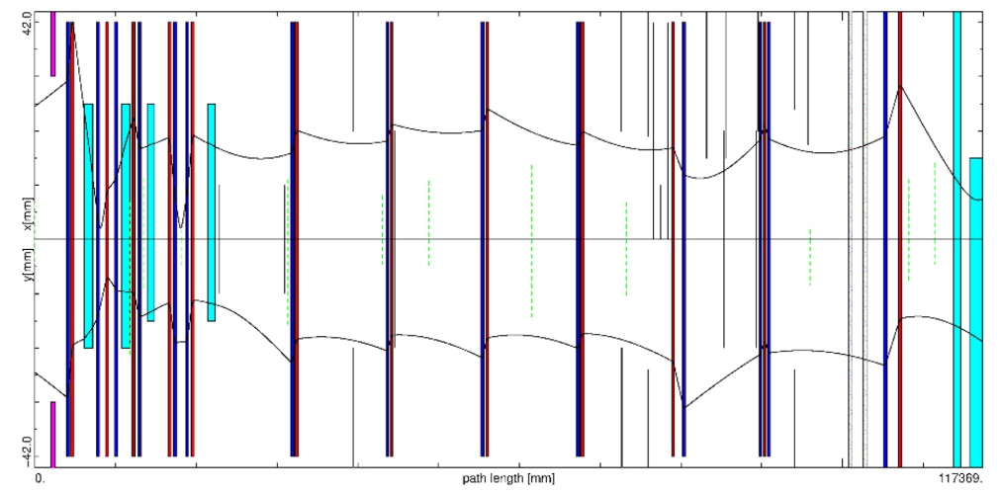 42.0
x[mm]
y[mm]
-42.0
0.
path length [mm]
117369.